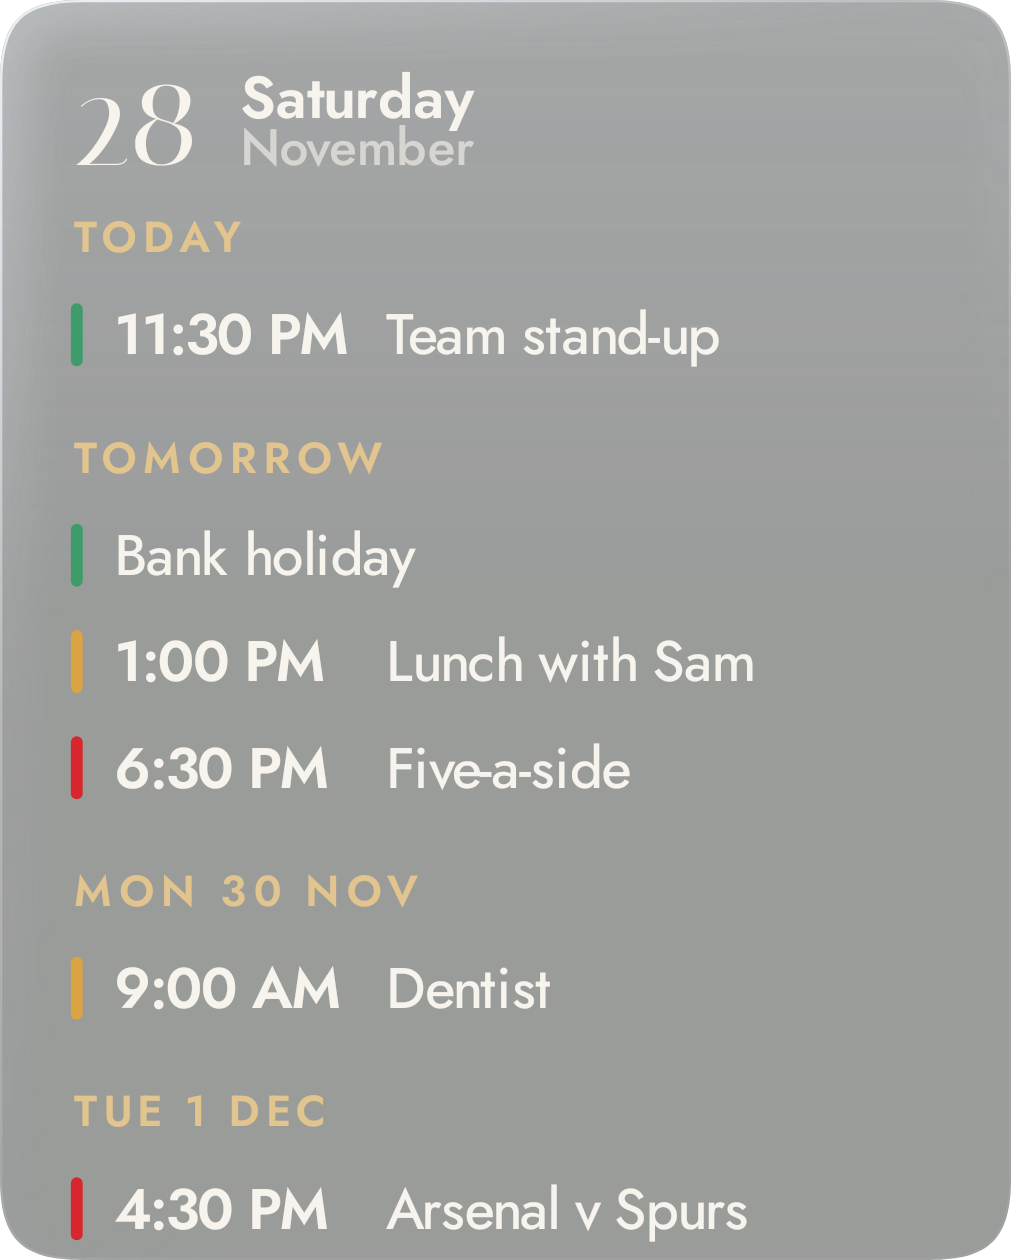 28 Saturday
November
TODAY
11:30 PM Team stand-up
TOMORROW
Bank holiday
1:00 PM Lunch with Sam
6:30 PM Five-a-side
MON 30 NOV
9:00 AM Dentist
TUE 1 DEC
4:30 PM Arsenal v Spurs